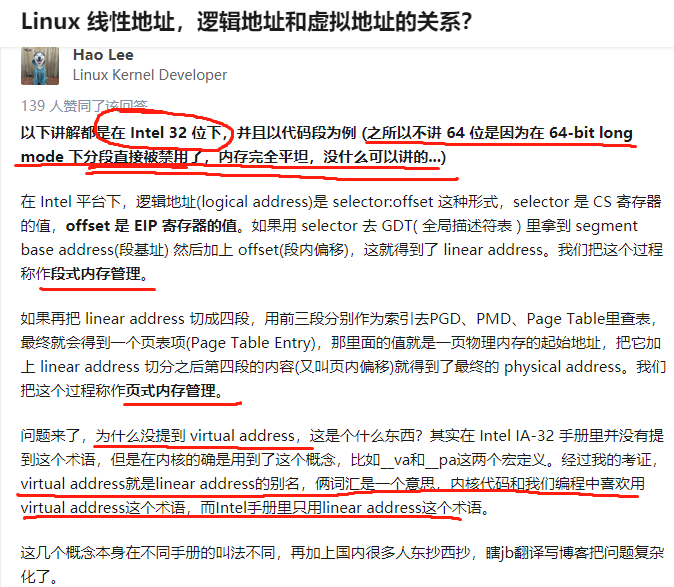 Linux 线性地址，逻辑地址和虚拟地址的关系？
Hao Lee
Linux Kernel Developer
139 人赞同了该回答
以下讲解都是在 Intel 32 位下，并且以代码段为例 (之所以不讲 64 位是因为在 64-bit long
mode 下分段直接被禁用了，内存完全平坦，没什么可以讲的...)
在 Intel 平台下，逻辑地址(logical address)是 selector:offset 这种形式，selector 是 CS 寄存器
的值，offset 是 EIP 寄存器的值。如果用 selector 去 GDT( 全局描述符表 ) 里拿到 segment
base address(段基址) 然后加上 offset(段内偏移)，这就得到了 linear address。我们把这个过程
称作段式内存管理。
如果再把 linear address 切成四段，用前三段分别作为索引去PGD、PMD、Page Table里查表，
最终就会得到一个页表项(Page Table Entry)，那里面的值就是一页物理内存的起始地址，把它加
上 linear address 切分之后第四段的内容(又叫页内偏移)就得到了最终的 physical address。我们
把这个过程称作页式内存管理。
问题来了，为什么没提到 virtual address，这是个什么东西？其实在 Intel IA-32 手册里并没有提
到这个术语，但是在内核的确是用到了这个概念，比如__va和__pa这两个宏定义。经过我的考证，
virtual address就是linear address的别名，俩词汇是一个意思，内核代码和我们编程中喜欢用
virtual address这个术语，而Intel手册里只用linear address这个术语。
这几个概念本身在不同手册的叫法不同，再加上国内很多人东抄西抄，瞎jb翻译写博客把问题复杂
化了。